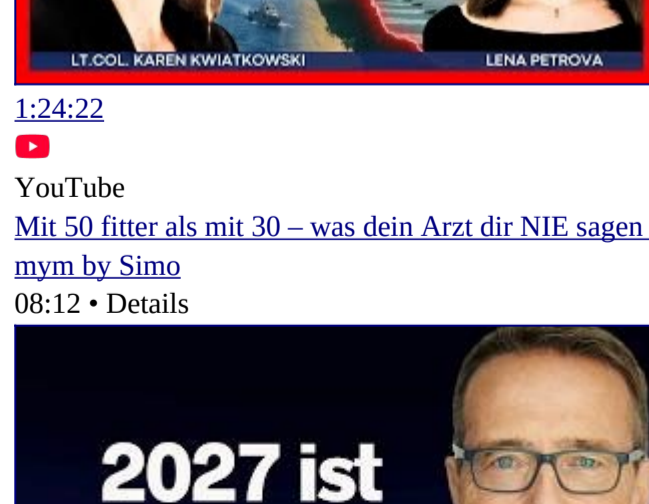 LT.COL. KAREN KWIATKOWSKI
LENA PETROVA
1:24:22
YouTube
Mit 50 fitter als mit 30 – was dein Arzt dir NIE sagen
mym by Simo
08:12 • Details
2027 ist